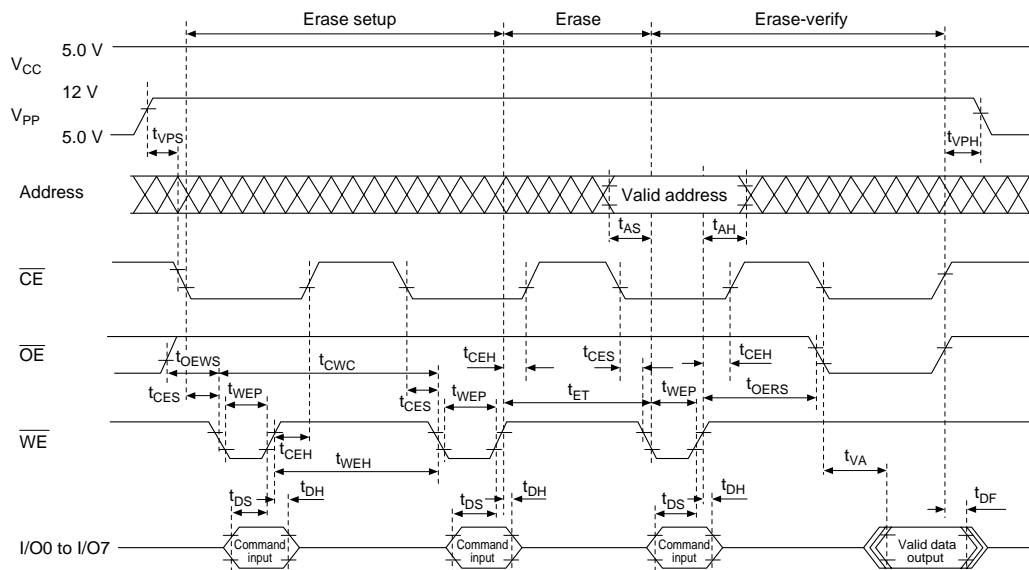 Erase setup Erase Erase-verify
5.0 V
VCC
12 V
VPP
5.0 V
tVPS tVPH
Address Valid address
tAS tAH
CE
OE
tOEWS tCWC tCEH tCES tCEH
tCES tWEP tCES tWEP tET tWEP tOERS
WE
tCEH tWEH tVA
tDS tDH tDS tDH tDS tDH tDF
I/O0 to I/O7 Command input Command input Command input Valid data output